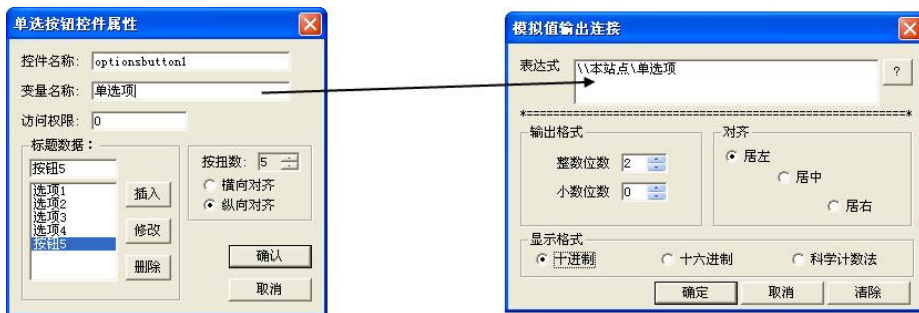 单选按钮控件属性
控件名称: optionsbutton1
变量名称: 单选项
访问权限: 0
标题数据:
按钮5
选项1
选项2
选项3
选项4
按钮5
插入
修改
删除
按扭数: 5
横向对齐
纵向对齐
确认
取消
模拟值输出连接
表达式 \\本站点\单选项
?
输出格式
整数位数 2
小数位数 0
对齐
居左
居中
居右
显示格式
十进制 十六进制 科学计数法
确定 取消 清除